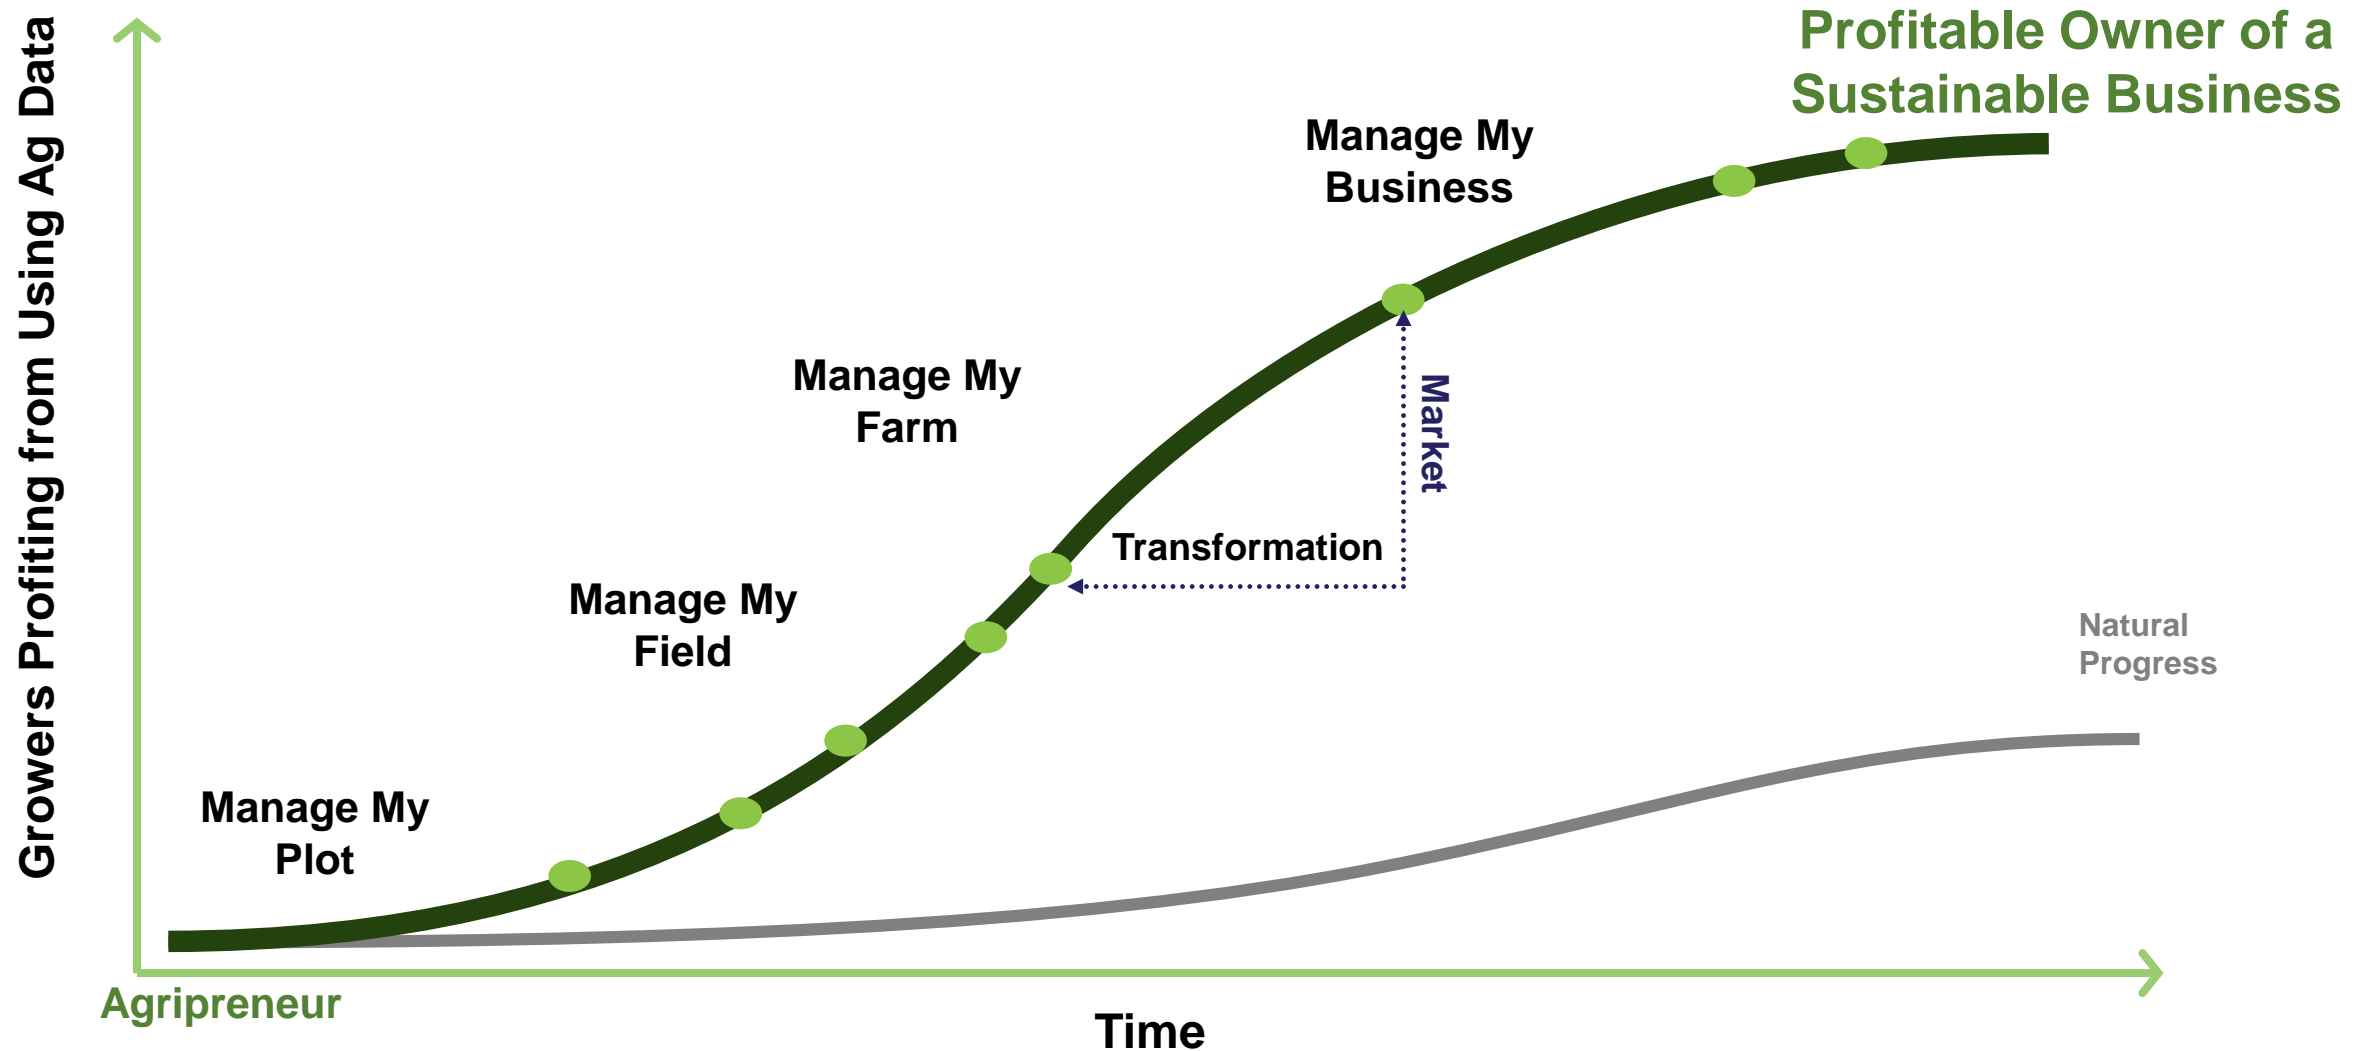 Growers Profiting from Using Ag Data
Profitable Owner of a
Sustainable Business
Manage My
Business
Manage My
Farm
Market
Transformation
Manage My
Field
Natural
Progress
Manage My
Plot
Agripreneur
Time